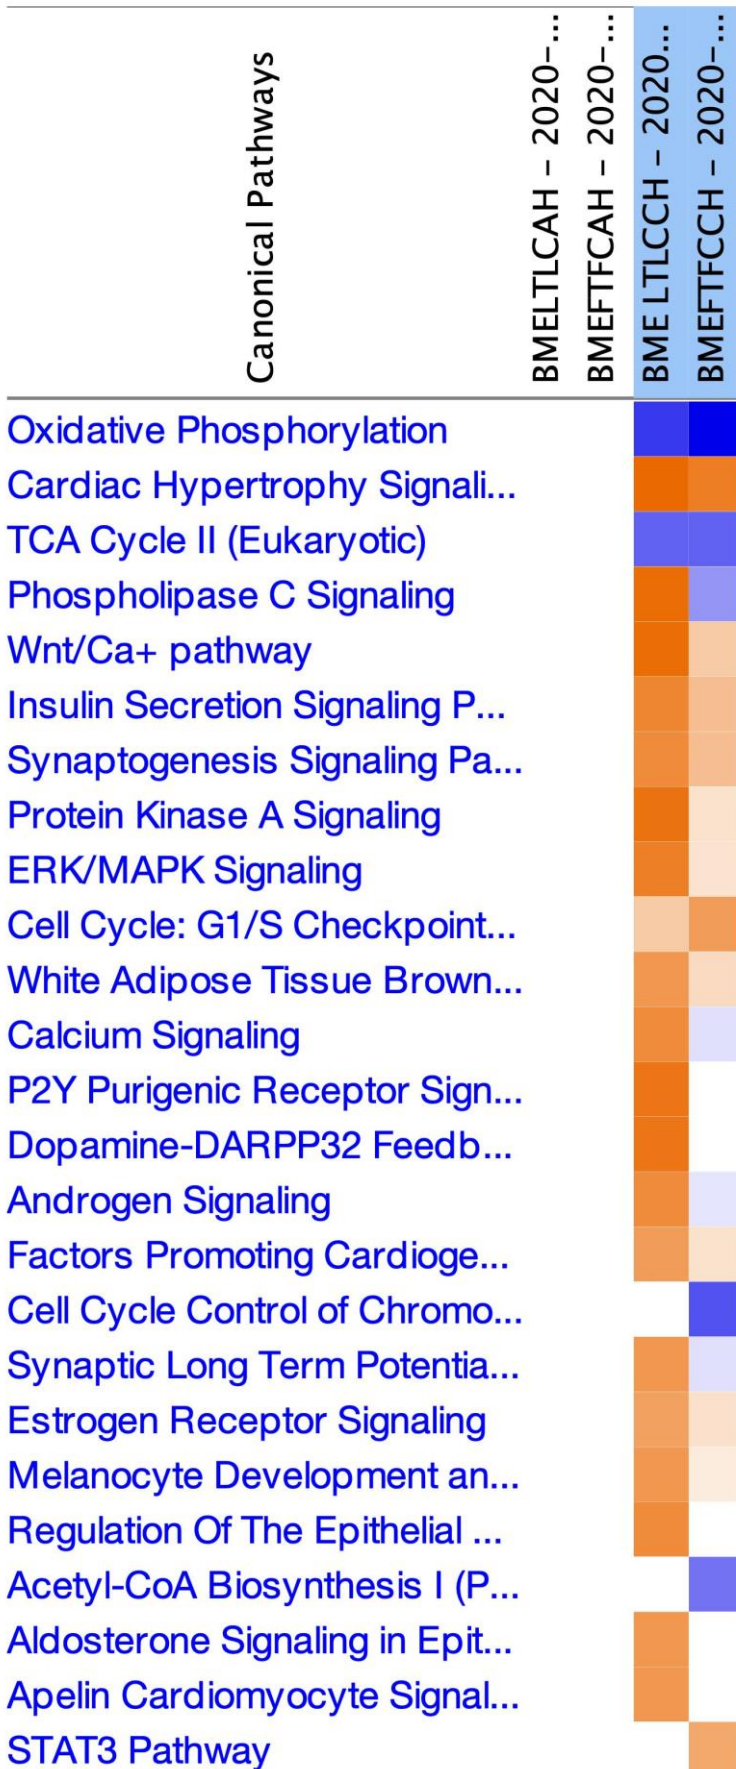 Canonical Pathways
BMELTLCAH – 2020–...
BMEFTFCAH – 2020–...
BME LTLCCH – 2020...
BMEFTFCCH – 2020–...
Oxidative Phosphorylation
Cardiac Hypertrophy Signali...
TCA Cycle II (Eukaryotic)
Phospholipase C Signaling
Wnt/Ca+ pathway
Insulin Secretion Signaling P...
Synaptogenesis Signaling Pa...
Protein Kinase A Signaling
ERK/MAPK Signaling
Cell Cycle: G1/S Checkpoint...
White Adipose Tissue Brown...
Calcium Signaling
P2Y Purigenic Receptor Sign...
Dopamine-DARPP32 Feedb...
Androgen Signaling
Factors Promoting Cardioge...
Cell Cycle Control of Chromo...
Synaptic Long Term Potentia...
Estrogen Receptor Signaling
Melanocyte Development an...
Regulation Of The Epithelial ...
Acetyl-CoA Biosynthesis I (P...
Aldosterone Signaling in Epit...
Apelin Cardiomyocyte Signal...
STAT3 Pathway